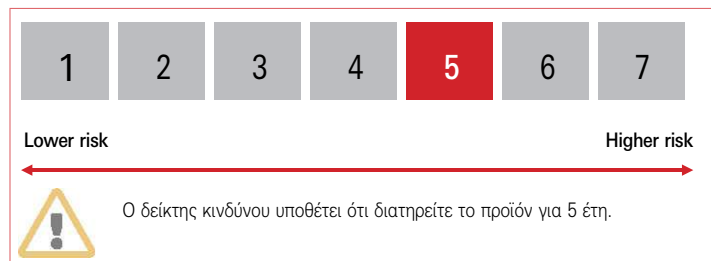 1 2 3 4 5 6 7
Lower risk Higher risk
Ο δείκτης κινδύνου υποθέτει ότι διατηρείτε το προϊόν για 5 έτη.